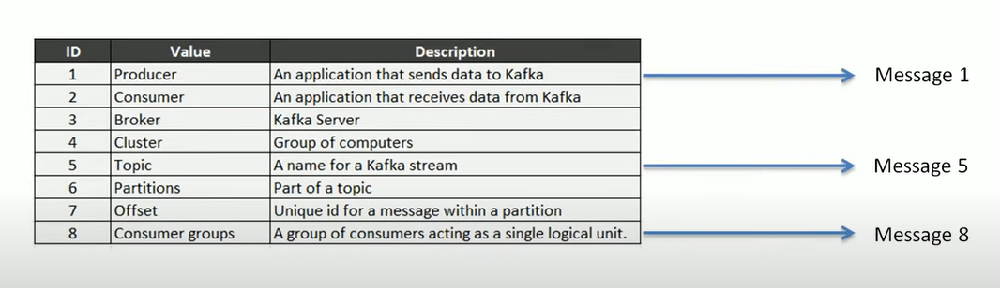 ID Value Description
1 Producer An application that sends data to Kafka Message 1
2 Consumer An application that receives data from Kafka
3 Broker Kafka Server
4 Cluster Group of computers
5 Topic A name for a Kafka stream Message 5
6 Partitions Part of a topic
7 Offset Unique id for a message within a partition
8 Consumer groups A group of consumers acting as a single logical unit. Message 8